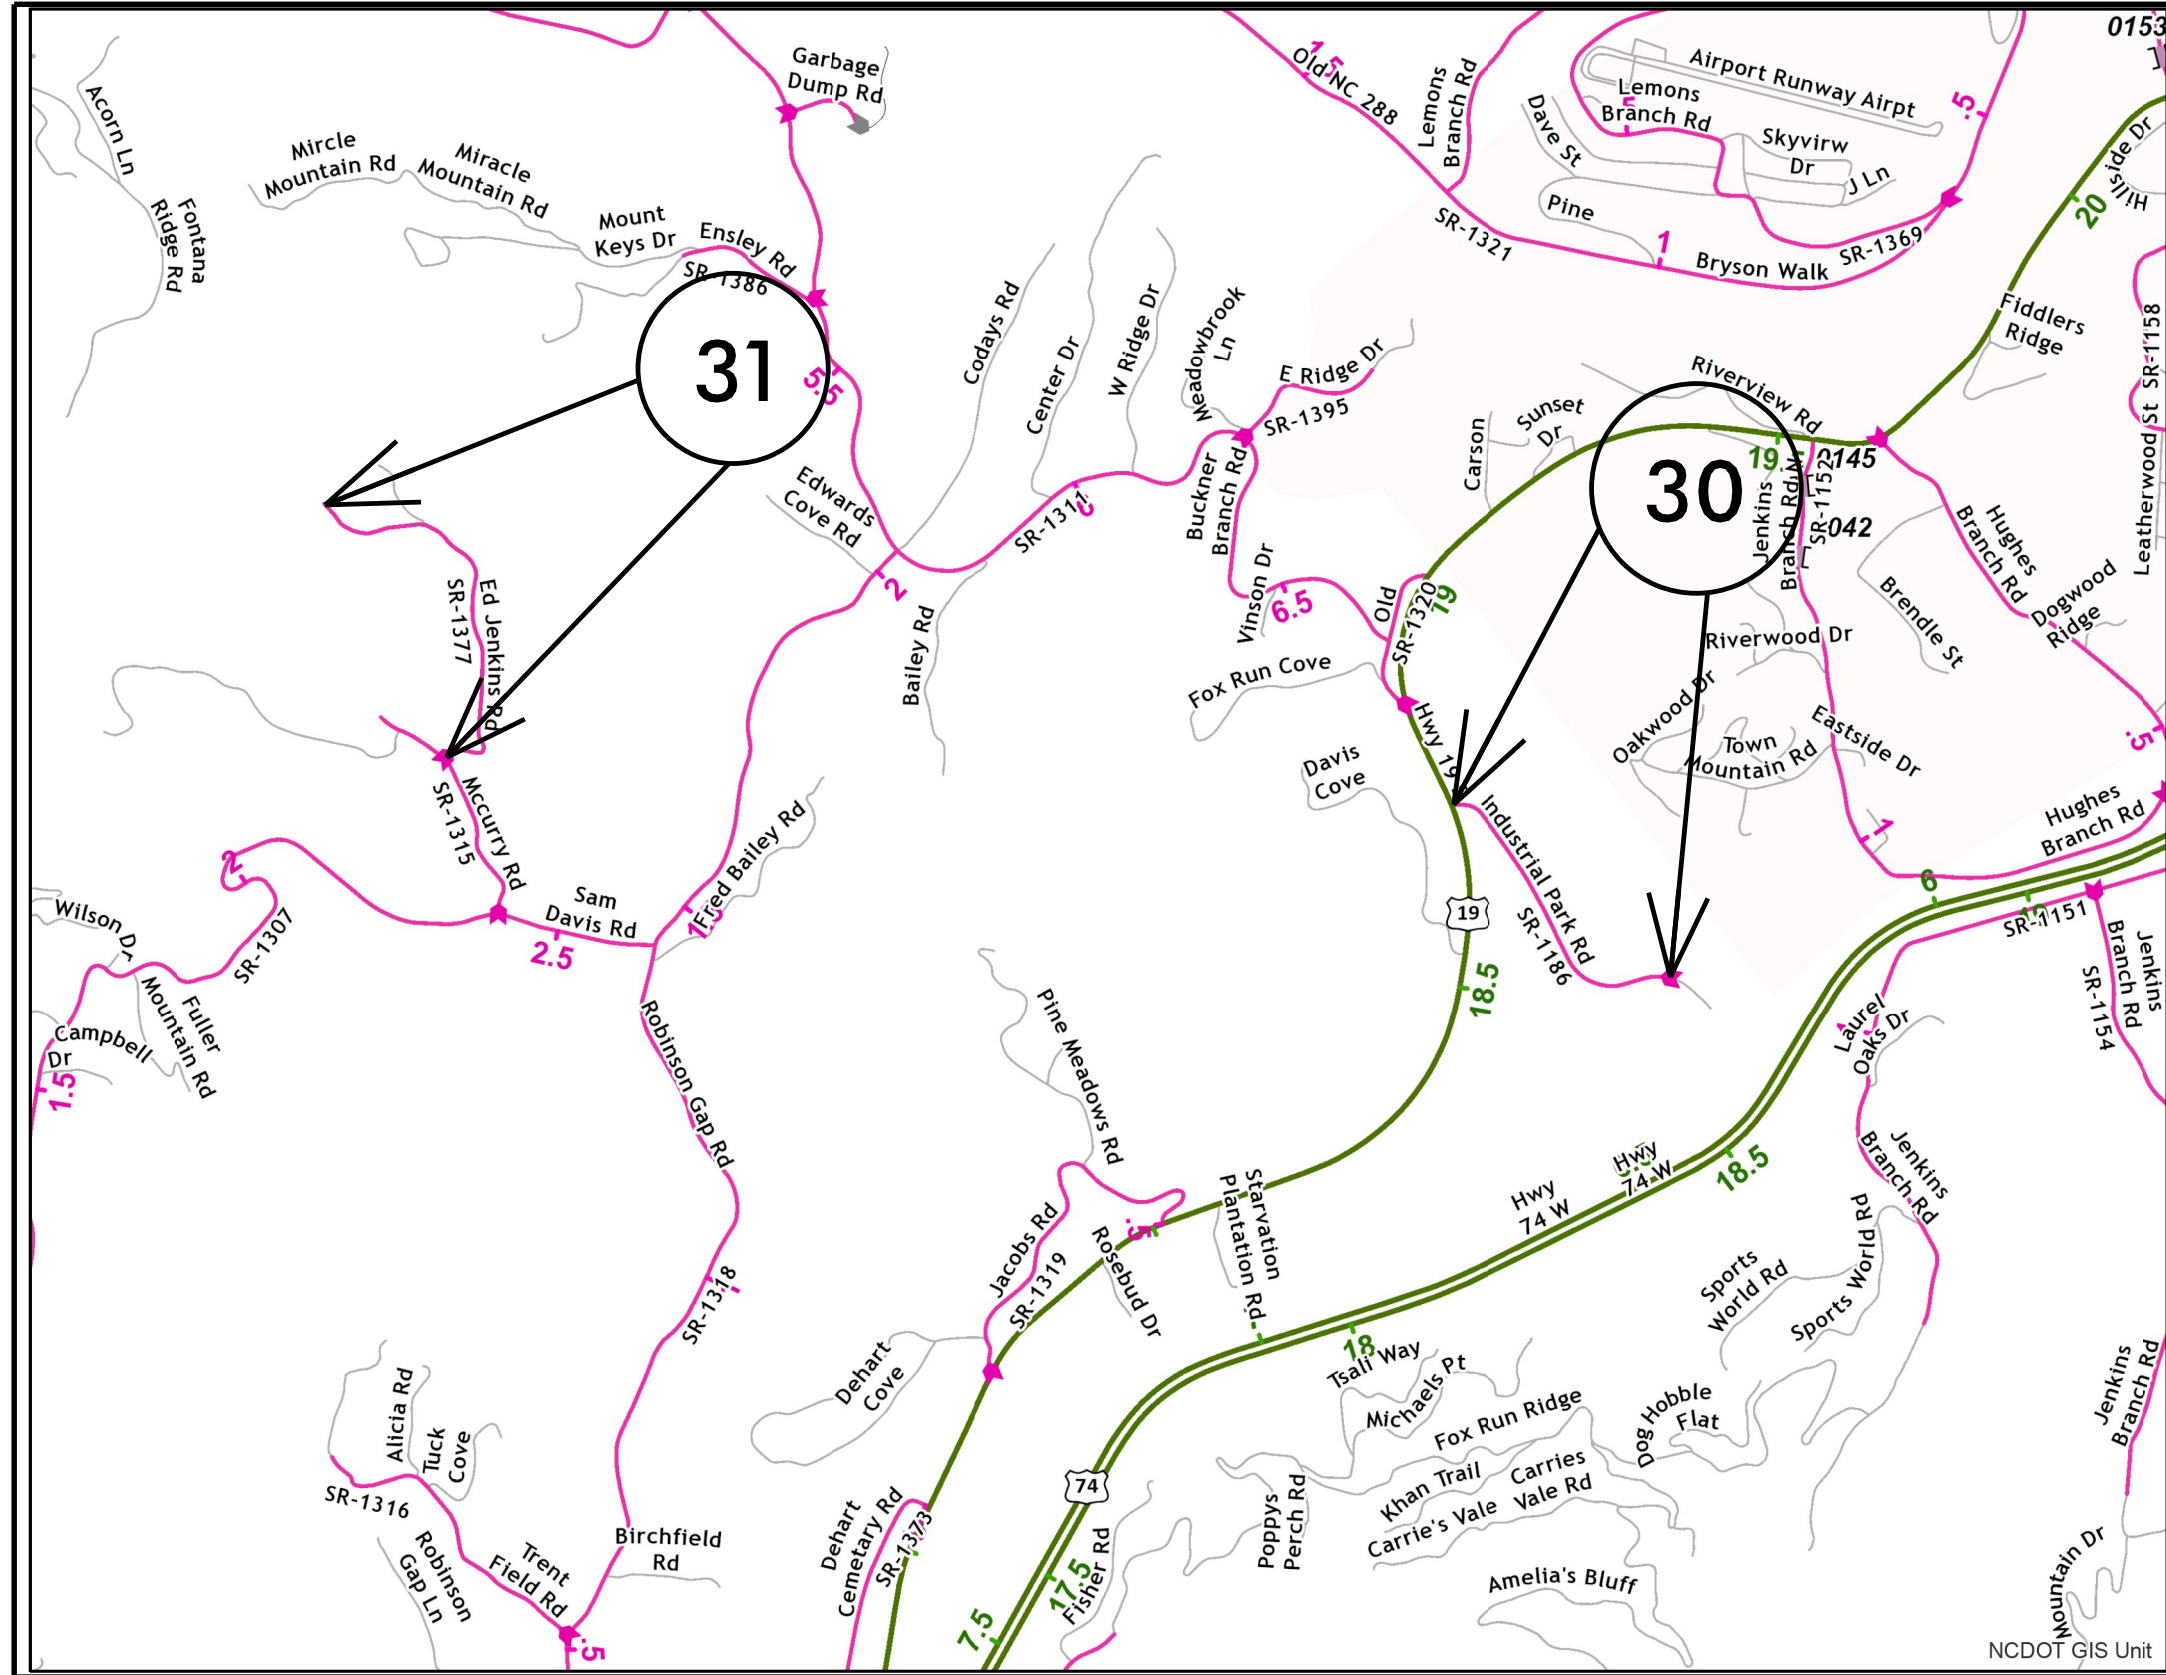 0153
Garbage
Dump Rd
1.5
Old NC 288
Lemons
Branch Rd
Airport Runway Airpt
Lemons
Branch Rd
.5
Acorn Ln
Dave St
Skyvirw
Dr
J Ln
Hills
ide Dr
20
Mircle
Mountain Rd
Miracle
Mountain Rd
Fontana
Ridge Rd
Mount
Keys Dr
Ensley Rd
SR-1386
Pine
SR-1321
1
Bryson Walk
SR-1369
Fiddlers
Ridge
SR-1158
Leatherwood St
31
5.5
Codays Rd
Center Dr
W Ridge Dr
Meadowbrook
Ln
E Ridge Dr
SR-1395
Riverview Rd
Carson
Sunset
Dr
30
19.5
0145
Jenkins
Branch Rd W
SR-1152
042
Edwards
Cove Rd
SR-1311
6
Buckner
Branch Rd
Hughes
Branch Rd
2
Vinson Dr
6.5
Old
SR-1320
19
Brendle St
Dogwood
Ridge
Ed Jenkins Rd
SR-1377
Bailey Rd
Fox Run Cove
Riverwood Dr
Oakwood Dr
Town
Mountain Rd
Eastside Dr
.5
Hwy 19
Davis
Cove
Mccurry Rd
SR-1315
Industrial Park Rd
SR-1186
1
Hughes
Branch Rd
2
Fred Bailey Rd
1.5
Sam
Davis Rd
2.5
19
6
SR-1151
Wilson Dr
SR-1307
Fuller
Mountain Rd
Campbell
Dr
1.5
18.5
Jenkins
Branch Rd
SR-1154
Laurel
Oaks Dr
Robinson Gap Rd
Pine Meadows Rd
Hwy
74 W
18.5
Hwy
74 W
Jenkins
Branch Rd
Starvation
Plantation Rd
Jacobs Rd
SR-1319
.5
Rosebud Dr
SR-1318
Sports
World Rd
Sports World Rd
18
Tsali Way
Michaels Pt
Dehart
Cove
Jenkins
Branch Rd
Alicia Rd
Tuck
Cove
Fox Run Ridge
Dog Hobble
Flat
Khan Trail
Carries
Vale Rd
Carrie's Vale
74
SR-1316
Robinson
Gap Ln
Trent
Field Rd
Birchfield
Rd
Dehart
Cemetary Rd
SR-1373
Poppys
Perch Rd
Fisher Rd
17.5
7.5
Amelia's Bluff
Mountain Dr
.5
NCDOT GIS Unit